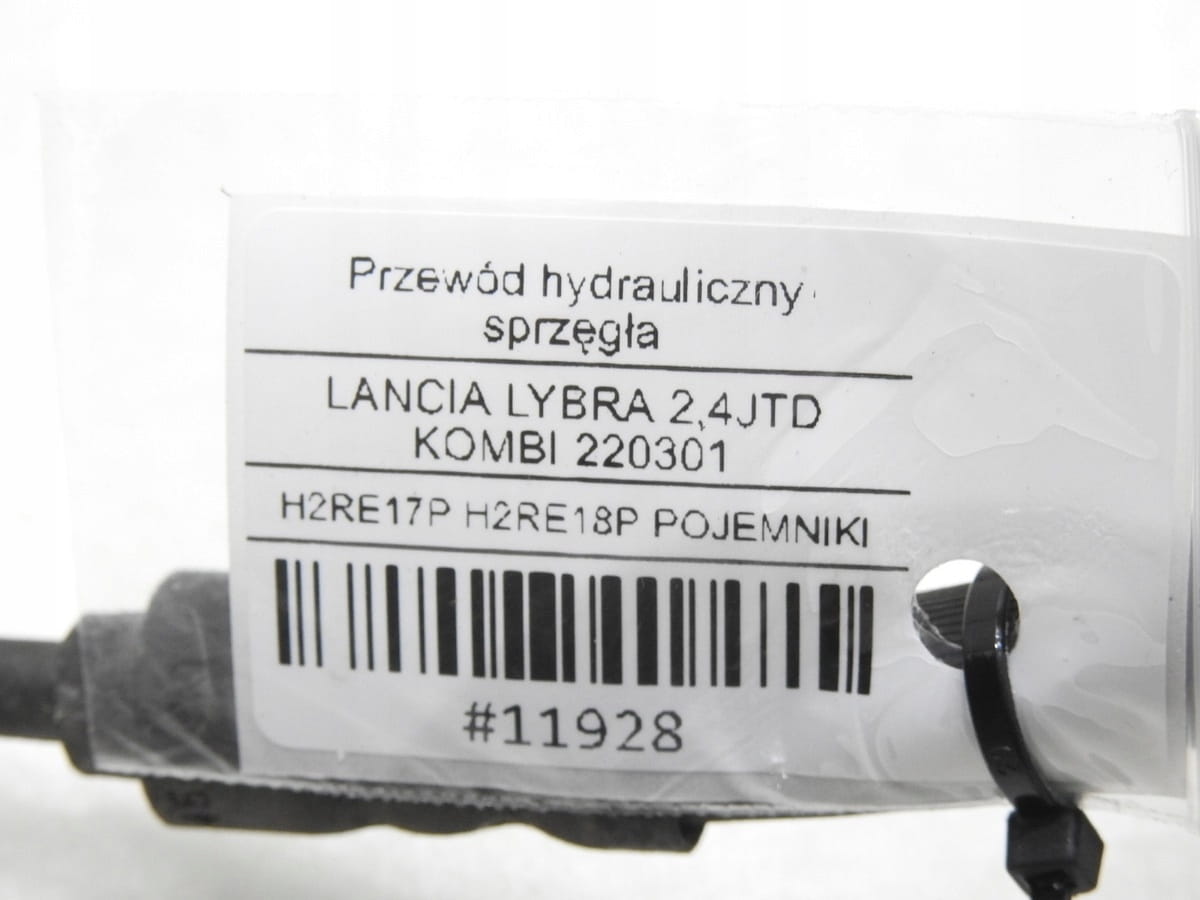 Przewód hydrauliczny
sprzęgła
LANCIA LYBRA 2,4JTD
KOMBI 220301
H2RE17P H2RE18P POJEMNIKI
#11928